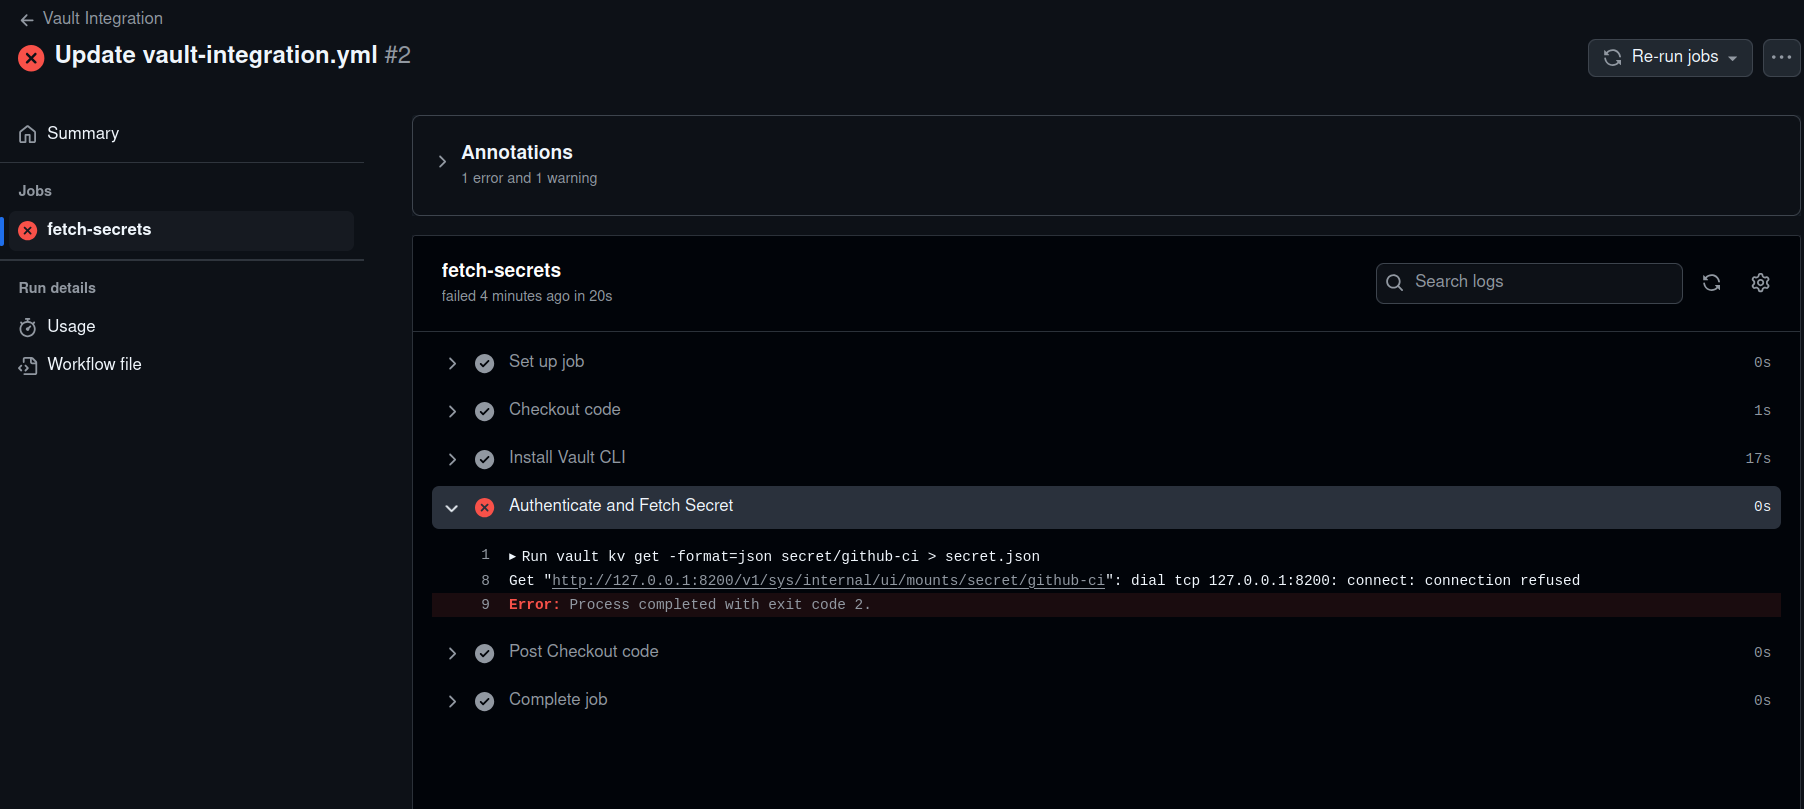 Vault Integration
Update vault-integration.yml #2
Re-run jobs
Summary
Jobs
fetch-secrets
Run details
Usage
Workflow file
Annotations
1 error and 1 warning
fetch-secrets
failed 4 minutes ago in 20s
Search logs
Set up job 0s
Checkout code 1s
Install Vault CLI 17s
Authenticate and Fetch Secret 0s
1 Run vault kv get -format=json secret/github-ci > secret.json
8 Get "http://127.0.0.1:8200/v1/sys/internal/ui/mounts/secret/github-ci": dial tcp 127.0.0.1:8200: connect: connection refused
9 Error: Process completed with exit code 2.
Post Checkout code 0s
Complete job 0s